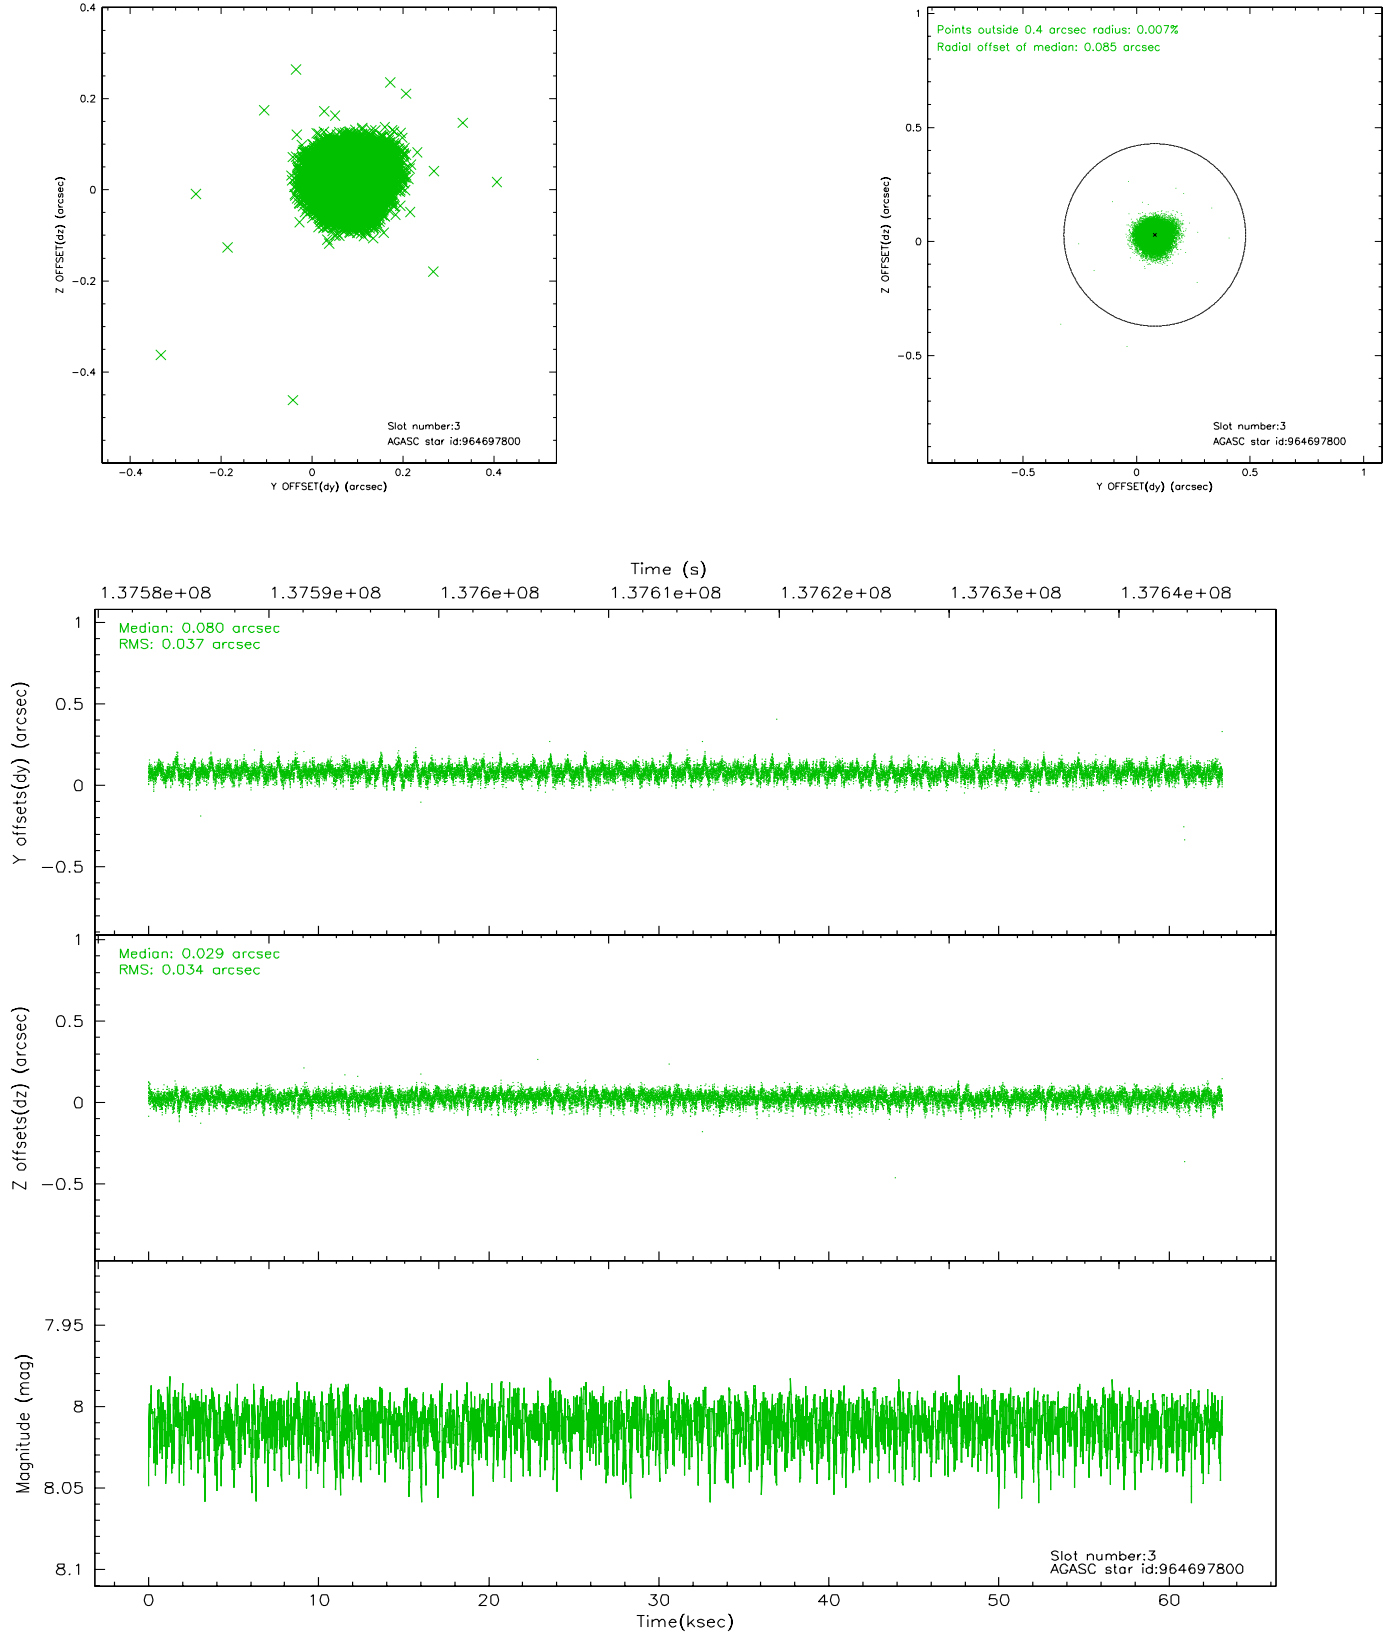 0.4
0.2
0
−0.2
−0.4
Z OFFSET(dz) (arcsec)
−0.4 −0.2 0 0.2 0.4
Y OFFSET(dy) (arcsec)
Slot number:3
AGASC star id:964697800
Points outside 0.4 arcsec radius: 0.007%
Radial offset of median: 0.085 arcsec
1
0.5
0
−0.5
Z OFFSET(dz) (arcsec)
−0.5 0 0.5 1
Y OFFSET(dy) (arcsec)
Slot number:3
AGASC star id:964697800
Time (s)
1.3758e+08 1.3759e+08 1.376e+08 1.3761e+08 1.3762e+08 1.3763e+08 1.3764e+08
Median: 0.080 arcsec
RMS: 0.037 arcsec
1
0.5
0
−0.5
Y offsets(dy) (arcsec)
Median: 0.029 arcsec
RMS: 0.034 arcsec
1
0.5
0
−0.5
Z offsets(dz) (arcsec)
7.95
8
8.05
8.1
Magnitude (mag)
Slot number:3
AGASC star id:964697800
0 10 20 30 40 50 60
Time(ksec)